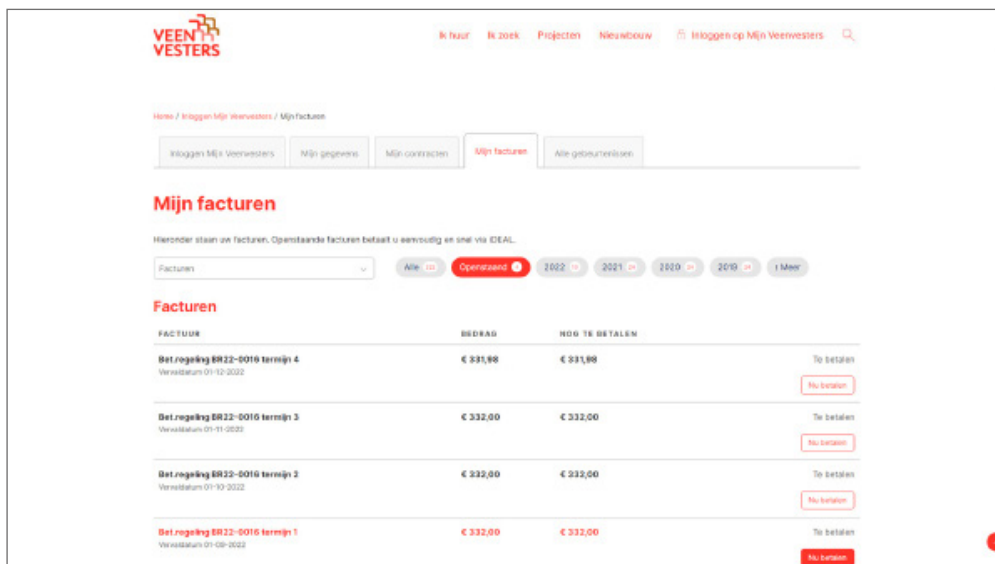 VEEN
VESTERS
Ik huur Ik zoek Projecten Nieuwbouw Inloggen op Mijn Veenvesters
Home / Inloggen Mijn Veenvesters / Mijn facturen
Inloggen Mijn Veenvesters Mijn gegevens Mijn contracten Mijn facturen Alle gebeurtenissen
Mijn facturen
Hieronder staan uw facturen. Openstaande facturen betaalt u eenvoudig en snel via iDEAL.
Facturen Alle Openstaand 2022 2021 2020 2019 Meer
Facturen
FACTUUR BEDRAG NOG TE BETALEN
Bet.regeling BR22-0016 termijn 4 € 331,98 € 331,98 Te betalen
Vervaldatum 01-12-2022
Nu betalen
Bet.regeling BR22-0016 termijn 3 € 332,00 € 332,00 Te betalen
Vervaldatum 01-11-2022
Nu betalen
Bet.regeling BR22-0016 termijn 2 € 332,00 € 332,00 Te betalen
Vervaldatum 01-10-2022
Nu betalen
Bet.regeling BR22-0016 termijn 1 € 332,00 € 332,00 Te betalen
Vervaldatum 01-09-2022
Nu betalen